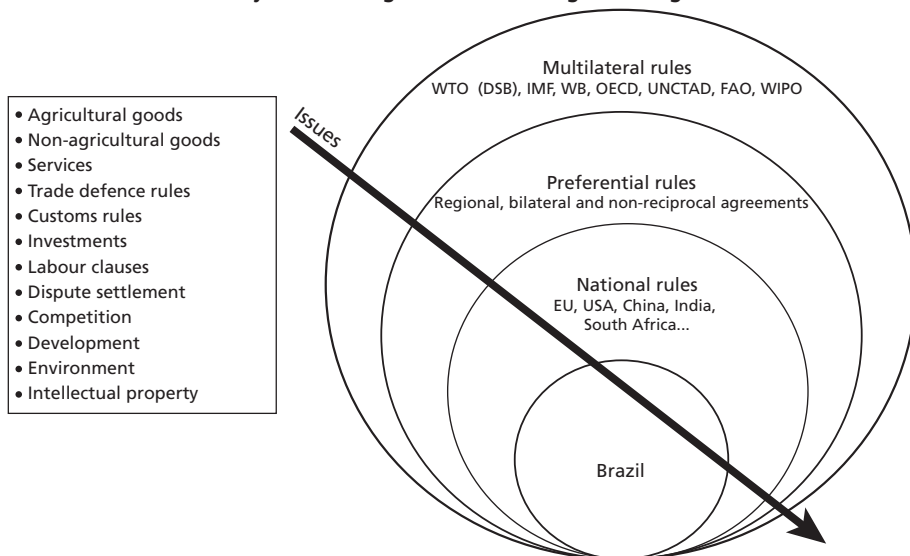 • Agricultural goods
• Non-agricultural goods
• Services
• Trade defence rules
• Customs rules
• Investments
• Labour clauses
• Dispute settlement
• Competition
• Development
• Environment
• Intellectual property
Issues
Multilateral rules
WTO (DSB), IMF, WB, OECD, UNCTAD, FAO, WIPO
Preferential rules
Regional, bilateral and non-reciprocal agreements
National rules
EU, USA, China, India,
South Africa...
Brazil